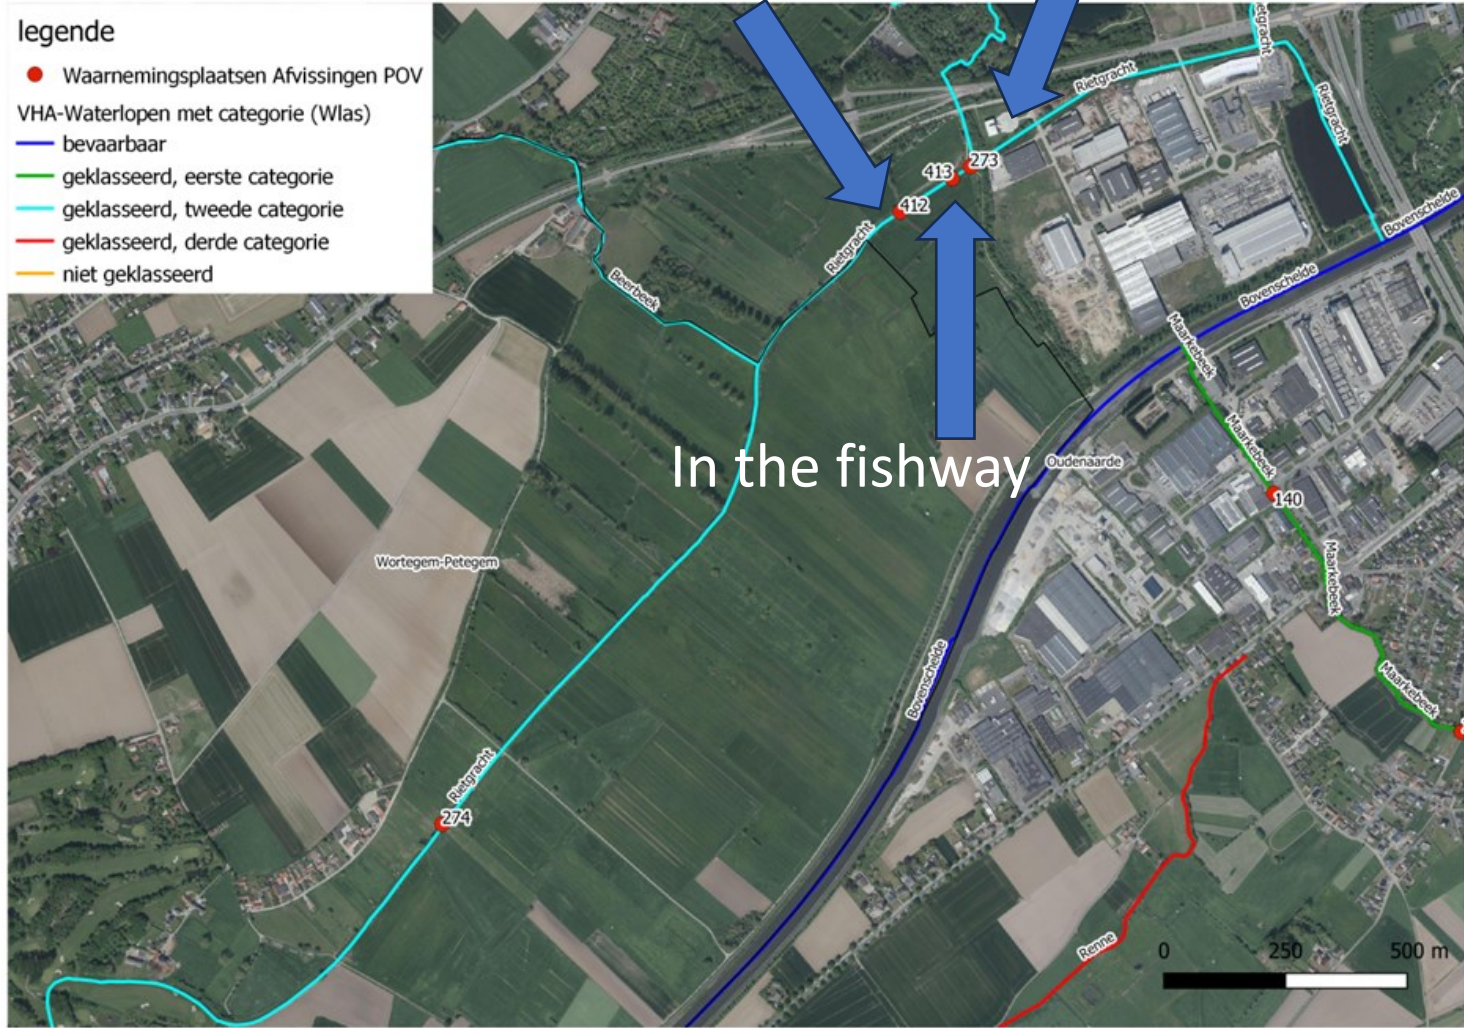 legende
Waarnemingsplaatsen Afvissingen POV
VHA-Waterlopen met categorie (Wlas)
bevaarbaar
geklasseerd, eerste categorie
geklasseerd, tweede categorie
geklasseerd, derde categorie
niet geklasseerd
Rietgracht
Rietgracht
Rietgracht
273
413
412
Rietgracht
Bovenschelde
Beerbeek
Bovenschelde
Maarkebeek
Maarkebeek
In the fishway
Oudenaarde
140
Wortegem-Petegem
Maarkebeek
Bovenschelde
Maarkebeek
Rietgracht
274
Renne
0 250 500 m